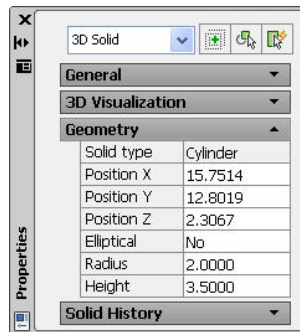 3D Solid
General
3D Visualization
Geometry
Solid type Cylinder
Position X 15.7514
Position Y 12.8019
Position Z 2.3067
Elliptical No
Radius 2.0000
Height 3.5000
Solid History
Properties